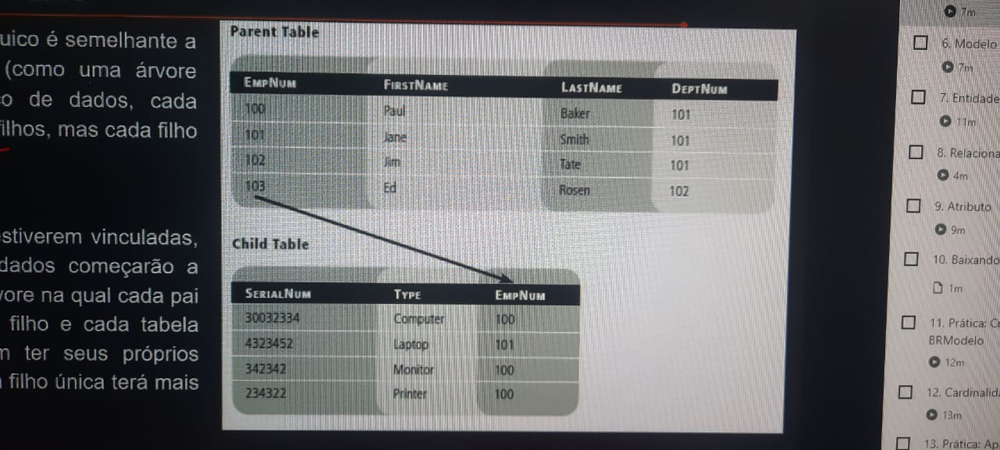 uico é semelhante a
(como uma árvore
o de dados, cada
filhos, mas cada filho
estiverem vinculadas,
dados começarão a
vore na qual cada pai
filho e cada tabela
m ter seus próprios
filho única terá mais
Parent Table
EMPNUM FIRSTNAME LASTNAME DEPTNUM
100 Paul Baker 101
101 Jane Smith 101
102 Jim Tate 101
103 Ed Rosen 102
Child Table
SERIALNUM TYPE EMPNUM
30032334 Computer 100
4323452 Laptop 101
342342 Monitor 100
234322 Printer 100
7m
6. Modelo
7m
7. Entidade
11m
8. Relaciona
4m
9. Atributo
9m
10. Baixando
1m
11. Prática: Cr
BRModelo
12m
12. Cardinalid
13m
13. Prática: Ap